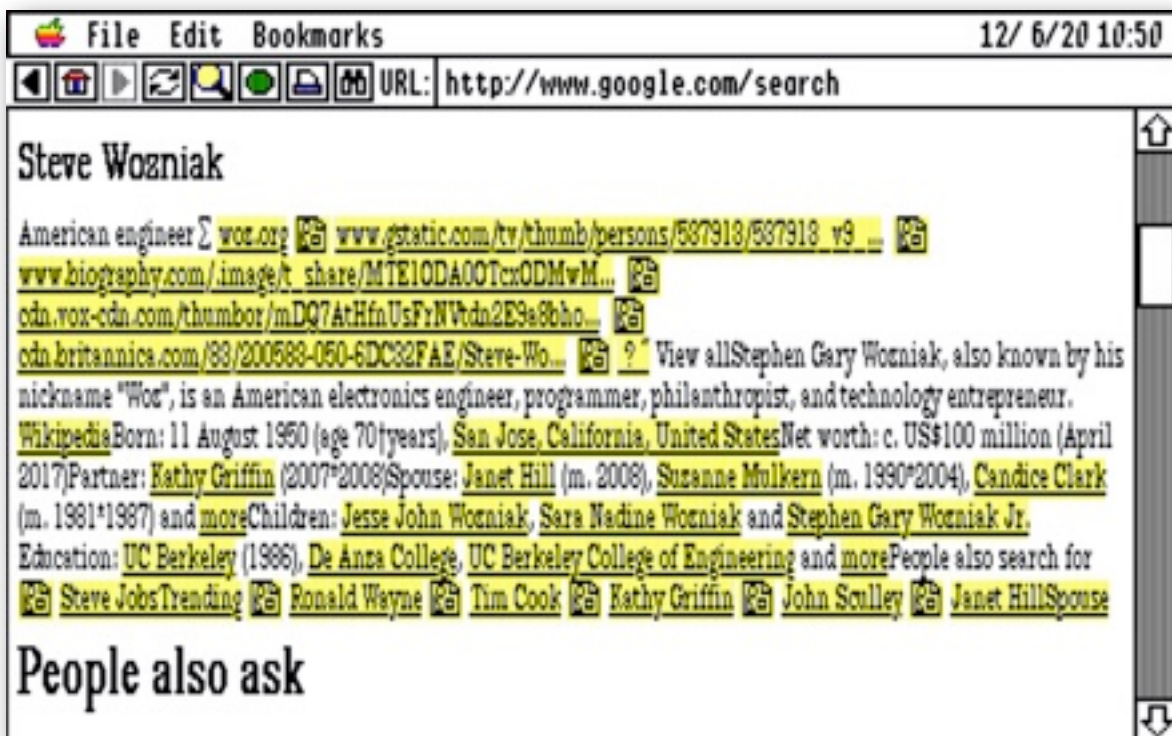 File Edit Bookmarks 12/ 6/20 10:50
URL: http://www.google.com/search
Steve Wozniak
American engineer∑ woz.org www.gstatic.com/tv/thumb/persons/587918/587918_v9_...
www.biography.com/.image/t_share/MTE1ODA0OTcxODMwM...
cdn.vox-cdn.com/thumbor/mDQ7AtHfnUsFrNVtdn2E9a8bho...
cdn.britannica.com/83/200583-050-6DC32FAE/Steve-Wo... ?˝ View allStephen Gary Wozniak, also known by his
nickname "Woz", is an American electronics engineer, programmer, philanthropist, and technology entrepreneur.
WikipediaBorn: 11 August 1950 (age 70†years), San Jose, California, United StatesNet worth: c. US$100 million (April
2017)Partner: Kathy Griffin (2007*2008)Spouse: Janet Hill (m. 2008), Suzanne Mulkern (m. 1990*2004), Candice Clark
(m. 1981*1987) and moreChildren: Jesse John Wozniak, Sara Nadine Wozniak and Stephen Gary Wozniak Jr.
Education: UC Berkeley (1986), De Anza College, UC Berkeley College of Engineering and morePeople also search for
Steve JobsTrending Ronald Wayne Tim Cook Kathy Griffin John Sculley Janet HillSpouse
People also ask